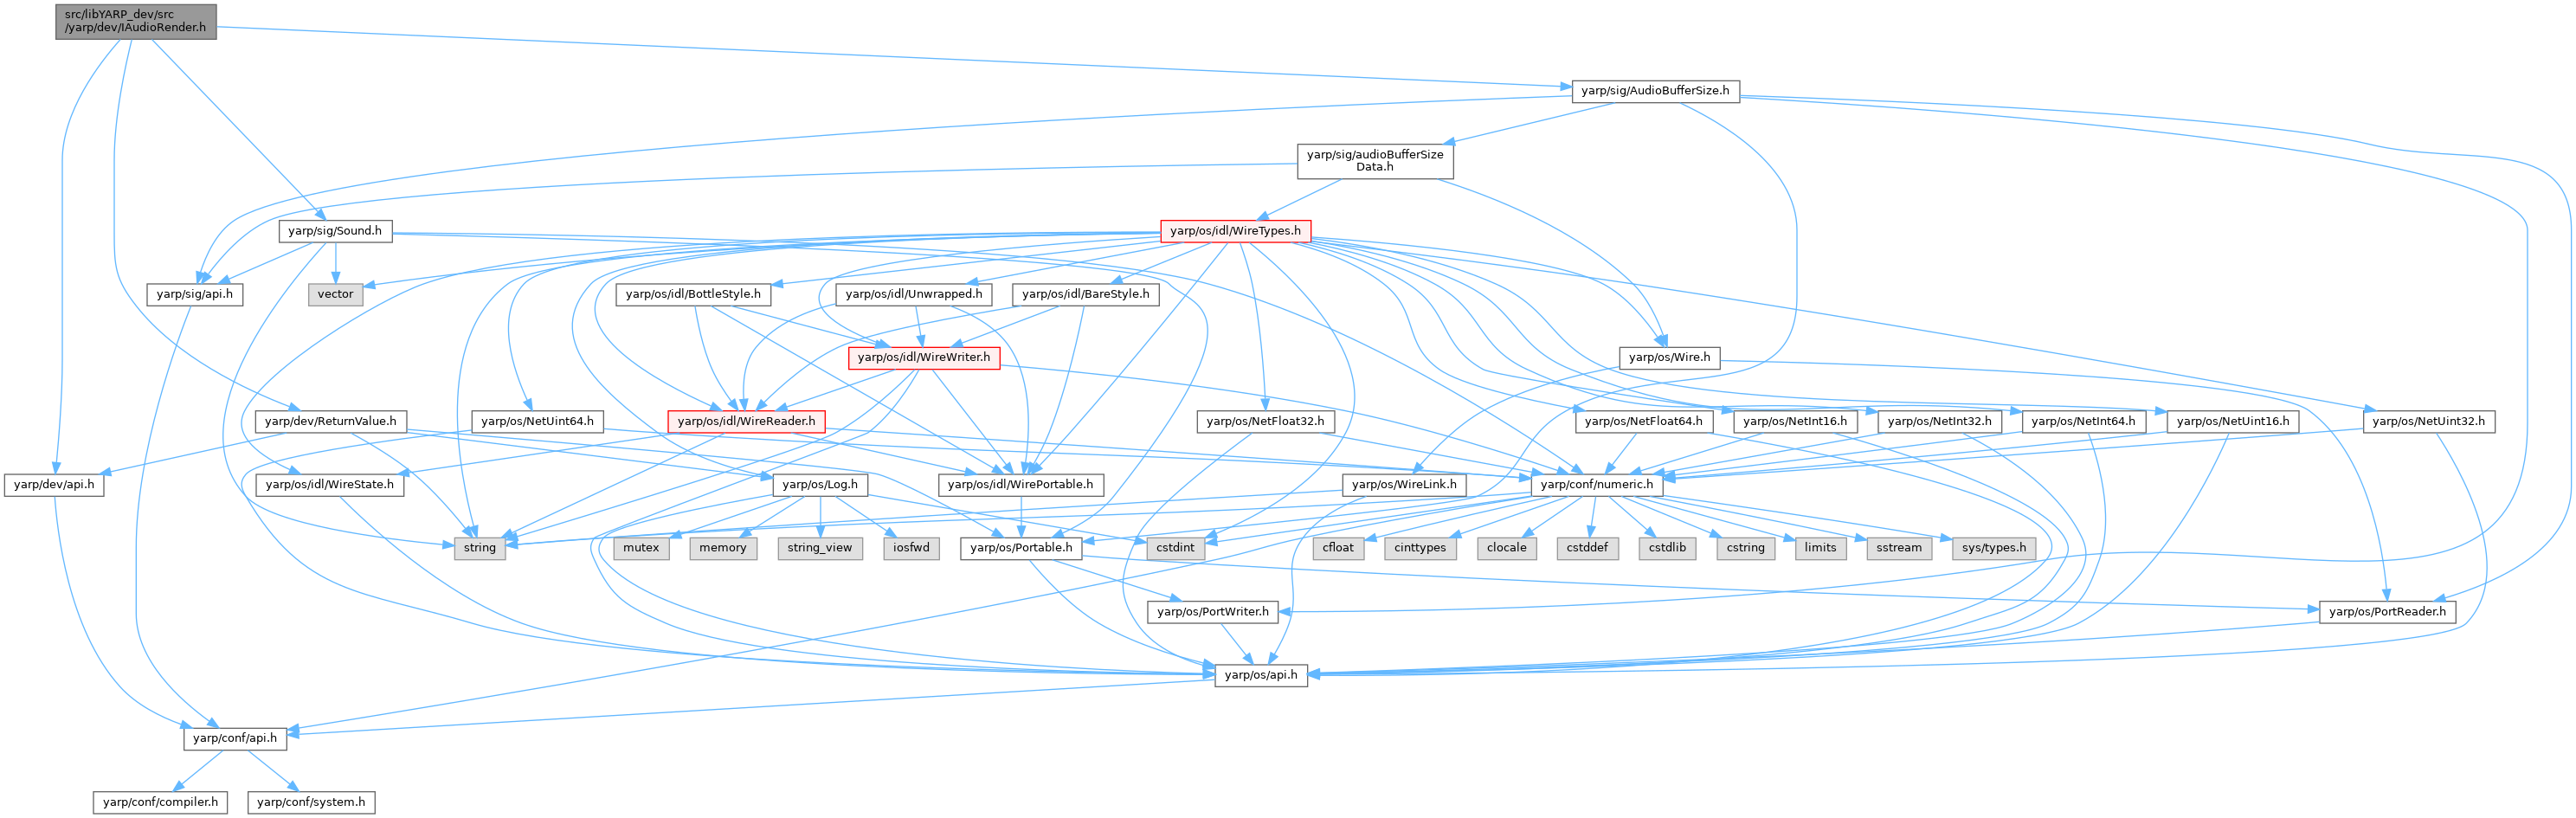 src/libYARP_dev/src
/yarp/dev/IAudioRender.h
yarp/sig/AudioBufferSize.h
yarp/sig/audioBufferSize
Data.h
yarp/sig/Sound.h
yarp/os/idl/WireTypes.h
yarp/sig/api.h
vector
yarp/os/idl/BottleStyle.h
yarp/os/idl/Unwrapped.h
yarp/os/idl/BareStyle.h
yarp/os/idl/WireWriter.h
yarp/os/Wire.h
yarp/dev/ReturnValue.h
yarp/os/NetUint64.h
yarp/os/idl/WireReader.h
yarp/os/NetFloat32.h
yarp/os/NetFloat64.h
yarp/os/NetInt16.h
yarp/os/NetInt32.h
yarp/os/NetInt64.h
yarp/os/NetUint16.h
yarp/os/NetUint32.h
yarp/dev/api.h
yarp/os/idl/WireState.h
yarp/os/Log.h
yarp/os/idl/WirePortable.h
yarp/os/WireLink.h
yarp/conf/numeric.h
string
mutex
memory
string_view
iosfwd
yarp/os/Portable.h
cstdint
cfloat
cinttypes
clocale
cstddef
cstdlib
cstring
limits
sstream
sys/types.h
yarp/os/PortWriter.h
yarp/os/PortReader.h
yarp/os/api.h
yarp/conf/api.h
yarp/conf/compiler.h
yarp/conf/system.h